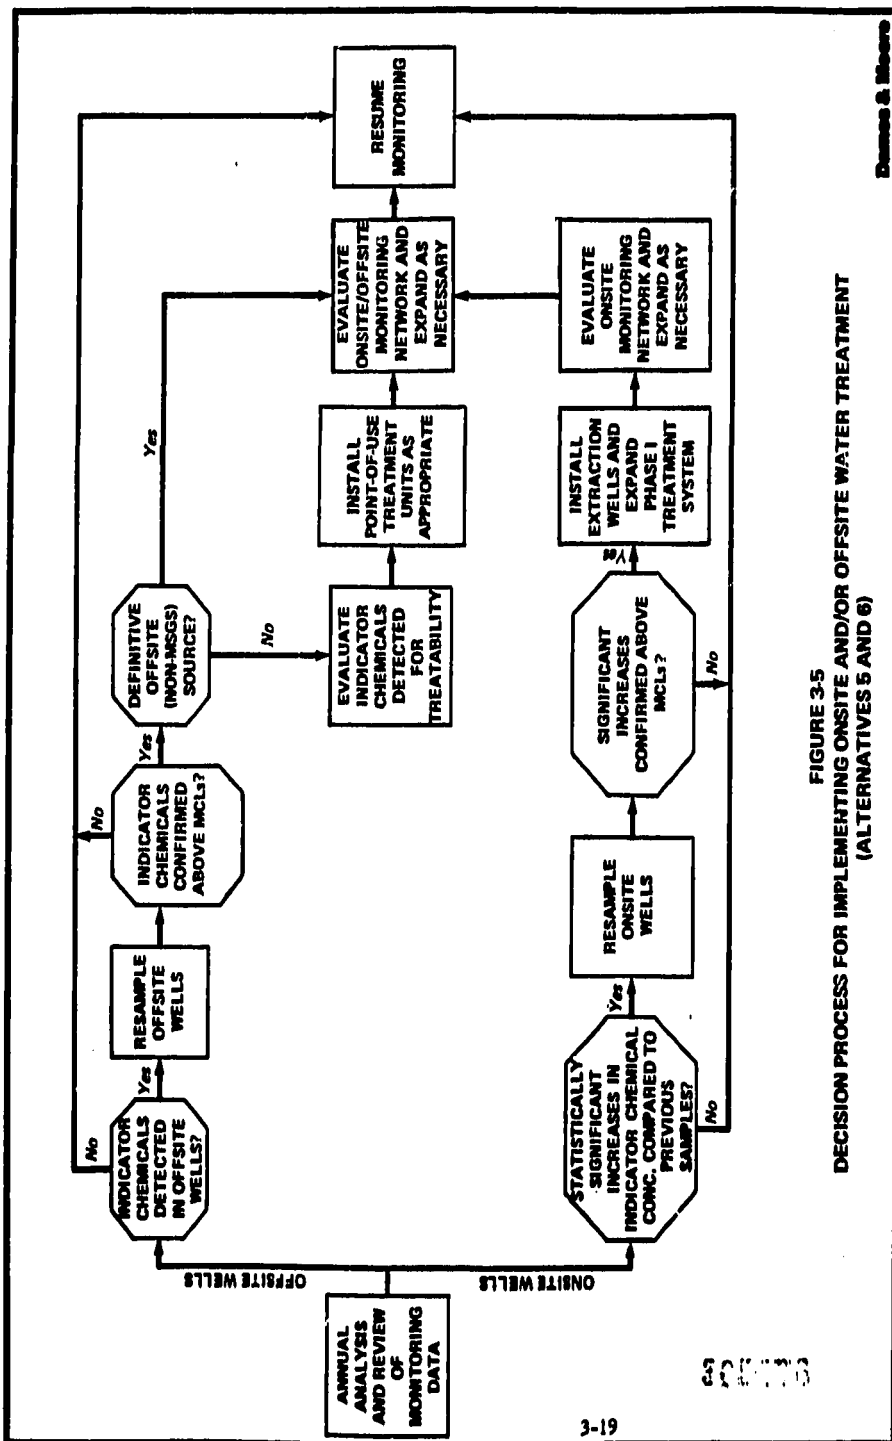 ANNUAL
ANALYSIS
AND REVIEW
OF
MONITORING
DATA
OFFSITE WELLS
ONSITE WELLS
INDICATOR
CHEMICALS
DETECTED
IN OFFSITE
WELLS?
No
Yes
RESAMPLE
OFFSITE
WELLS
INDICATOR
CHEMICALS
CONFIRMED
ABOVE MCLs?
No
Yes
DEFINITIVE
OFFSITE
(NON-MSGS)
SOURCE?
Yes
No
EVALUATE
INDICATOR
CHEMICALS
DETECTED
FOR
TREATABILITY
INSTALL
POINT-OF-USE
TREATMENT
UNITS AS
APPROPRIATE
EVALUATE
ONSITE/OFFSITE
MONITORING
NETWORK AND
EXPAND AS
NECESSARY
RESUME
MONITORING
STATISTICALLY
SIGNIFICANT
INCREASES IN
INDICATOR CHEMICAL
CONC. COMPARED TO
PREVIOUS
SAMPLES?
Yes
No
RESAMPLE
ONSITE
WELLS
SIGNIFICANT
INCREASES
CONFIRMED ABOVE
MCLs?
Yes
No
INSTALL
EXTRACTION
WELLS AND
EXPAND
PHASE I
TREATMENT
SYSTEM
EVALUATE
ONSITE
MONITORING
NETWORK AND
EXPAND AS
NECESSARY
FIGURE 3-5
DECISION PROCESS FOR IMPLEMENTING ONSITE AND/OR OFFSITE WATER TREATMENT
(ALTERNATIVES 5 AND 6)
Dames & Moore
3-19